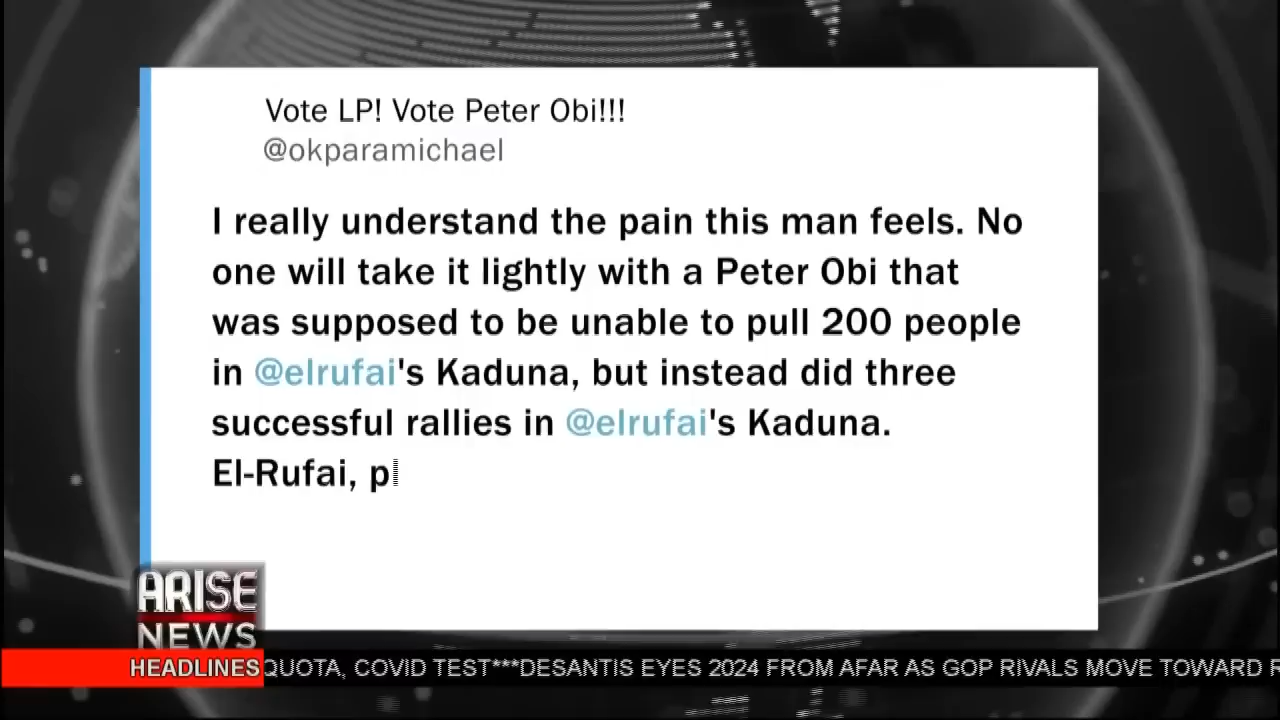 Vote LP! Vote Peter Obi!!!
@okparamichael
I really understand the pain this man feels. No
one will take it lightly with a Peter Obi that
was supposed to be unable to pull 200 people
in @elrufai's Kaduna, but instead did three
successful rallies in @elrufai's Kaduna.
El-Rufai, p
ARISE
NEWS
HEADLINES
QUOTA, COVID TEST***DESANTIS EYES 2024 FROM AFAR AS GOP RIVALS MOVE TOWARD R